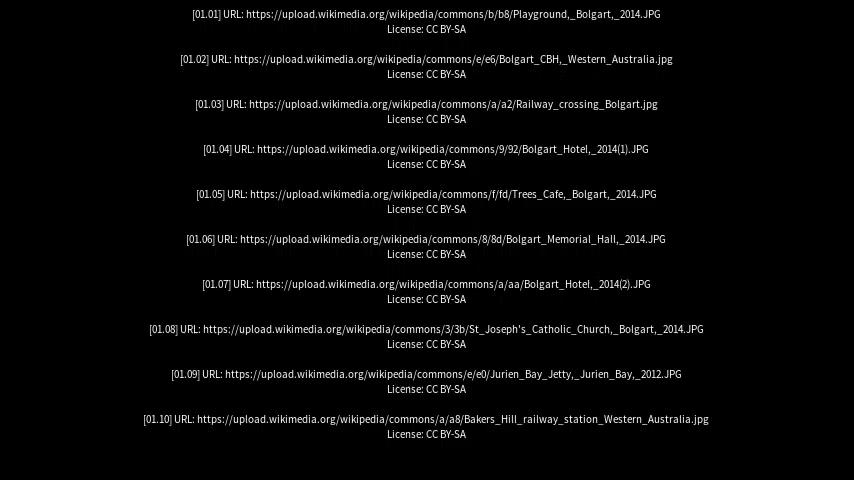 [01.01] URL: https://upload.wikimedia.org/wikipedia/commons/b/b8/Playground,_Bolgart,_2014.JPG
License: CC BY-SA
[01.02] URL: https://upload.wikimedia.org/wikipedia/commons/e/e6/Bolgart_CBH,_Western_Australia.jpg
License: CC BY-SA
[01.03] URL: https://upload.wikimedia.org/wikipedia/commons/a/a2/Railway_crossing_Bolgart.jpg
License: CC BY-SA
[01.04] URL: https://upload.wikimedia.org/wikipedia/commons/9/92/Bolgart_Hotel,_2014(1).JPG
License: CC BY-SA
[01.05] URL: https://upload.wikimedia.org/wikipedia/commons/f/fd/Trees_Cafe,_Bolgart,_2014.JPG
License: CC BY-SA
[01.06] URL: https://upload.wikimedia.org/wikipedia/commons/8/8d/Bolgart_Memorial_Hall,_2014.JPG
License: CC BY-SA
[01.07] URL: https://upload.wikimedia.org/wikipedia/commons/a/aa/Bolgart_Hotel,_2014(2).JPG
License: CC BY-SA
[01.08] URL: https://upload.wikimedia.org/wikipedia/commons/3/3b/St_Joseph's_Catholic_Church,_Bolgart,_2014.JPG
License: CC BY-SA
[01.09] URL: https://upload.wikimedia.org/wikipedia/commons/e/e0/Jurien_Bay_Jetty,_Jurien_Bay,_2012.JPG
License: CC BY-SA
[01.10] URL: https://upload.wikimedia.org/wikipedia/commons/a/a8/Bakers_Hill_railway_station_Western_Australia.jpg
License: CC BY-SA